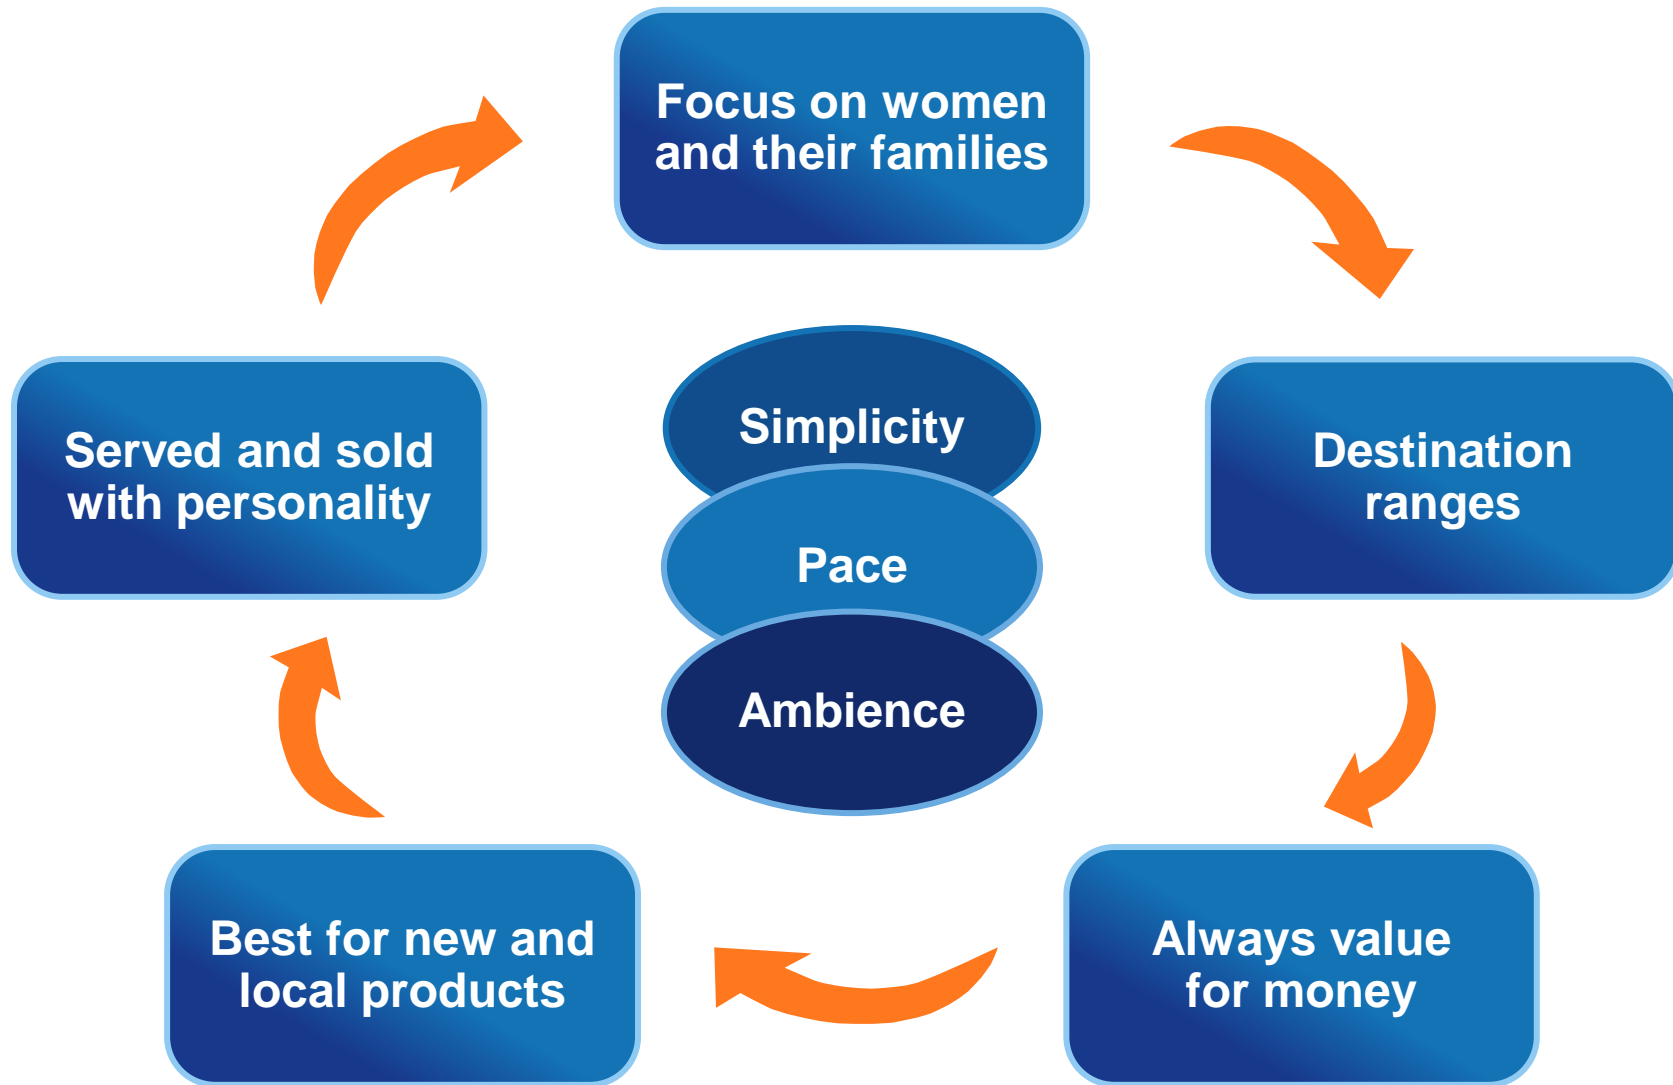 Focus on women
and their families
Served and sold
with personality
Simplicity
Pace
Ambience
Destination
ranges
Best for new and
local products
Always value
for money